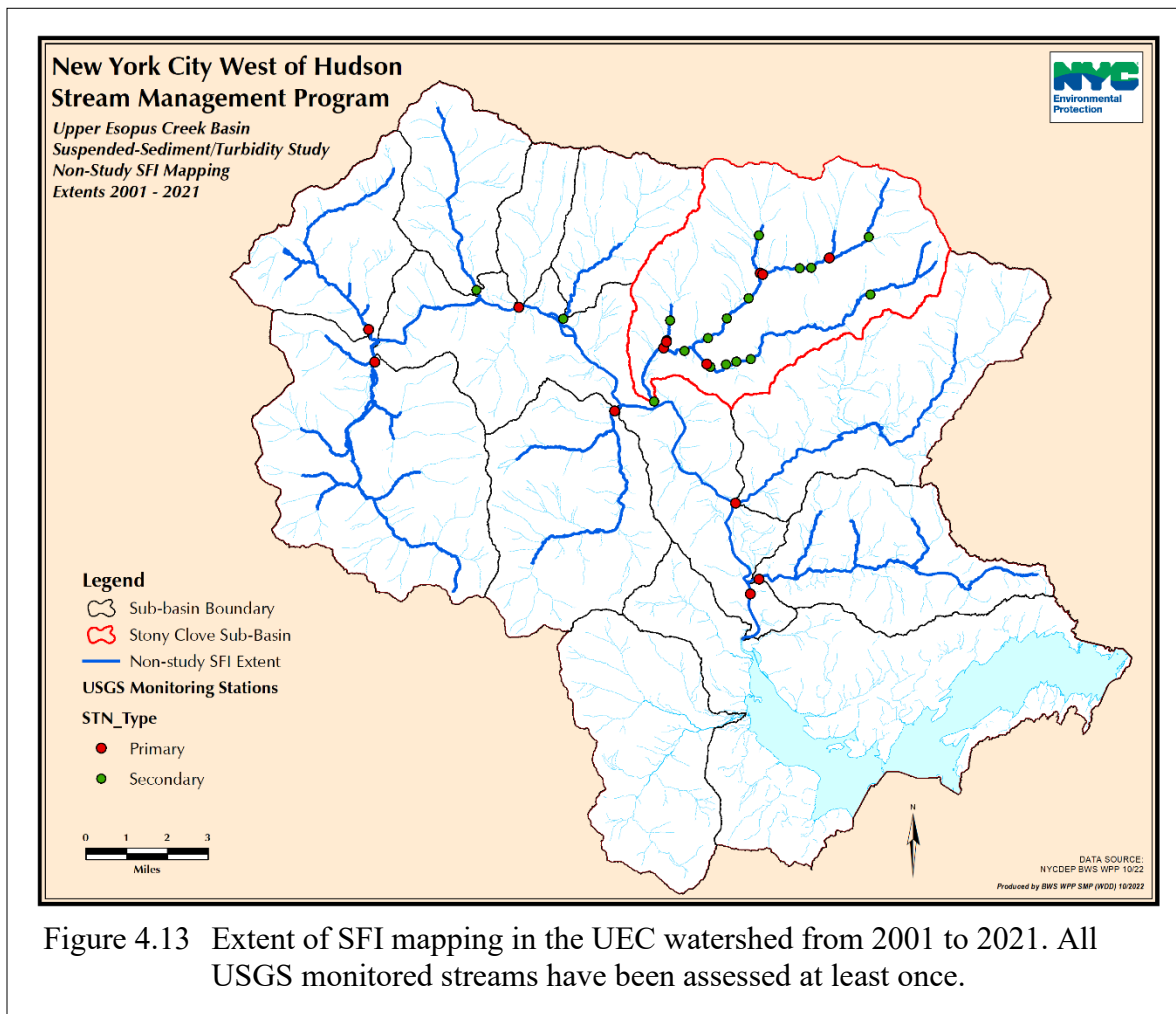 New York City West of Hudson
Stream Management Program
Upper Esopus Creek Basin
Suspended-Sediment/Turbidity Study
Non-Study SFI Mapping
Extents 2001 - 2021
NYC
Environmental
Protection
Legend
Sub-basin Boundary
Stony Clove Sub-Basin
Non-study SFI Extent
USGS Monitoring Stations
STN_Type
Primary
Secondary
0 1 2 3
Miles
N
DATA SOURCE:
NYCDEP BWS WPP 10/22
Produced by BWS WPP SMP (WDD) 10/2022
Figure 4.13 Extent of SFI mapping in the UEC watershed from 2001 to 2021. All
USGS monitored streams have been assessed at least once.